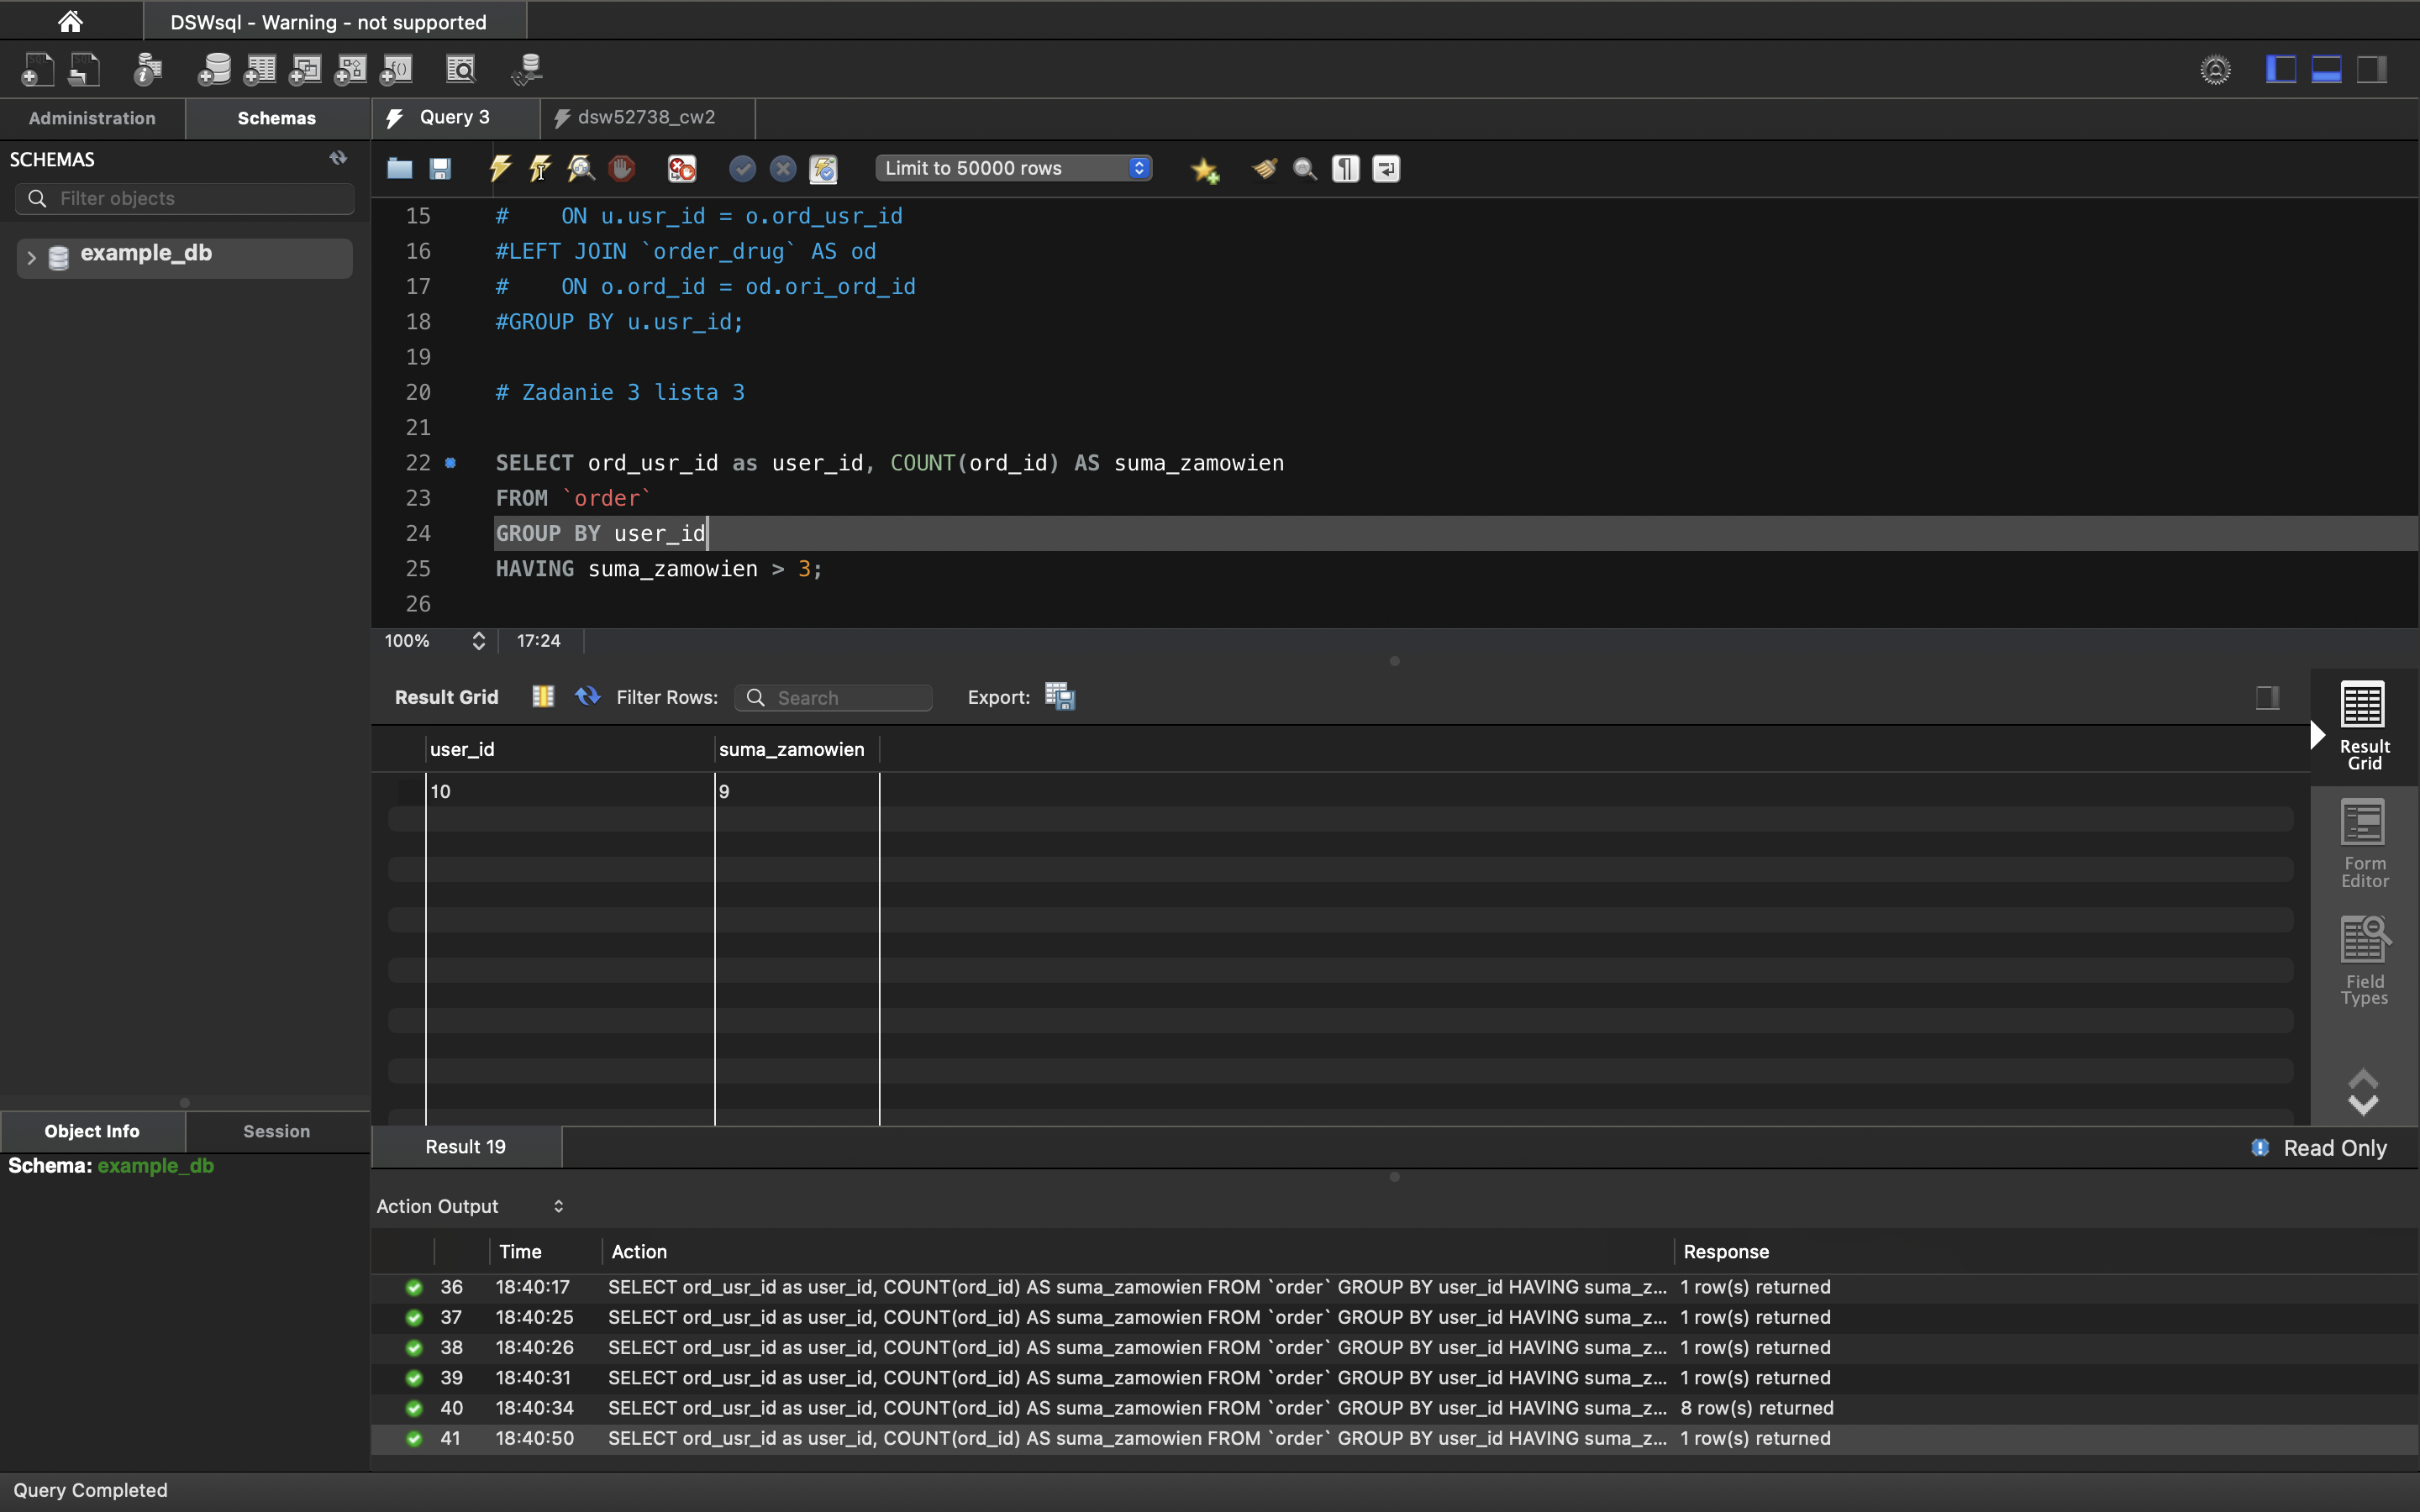 DSWsql - Warning - not supported
Administration
Schemas
Query 3
dsw52738_cw2
SCHEMAS
Filter objects
example_db
Limit to 50000 rows
15 # ON u.usr_id = o.ord_usr_id
16 #LEFT JOIN `order_drug` AS od
17 # ON o.ord_id = od.ori_ord_id
18 #GROUP BY u.usr_id;
19
20 # Zadanie 3 lista 3
21
22 SELECT ord_usr_id as user_id, COUNT(ord_id) AS suma_zamowien
23 FROM `order`
24 GROUP BY user_id
25 HAVING suma_zamowien > 3;
26
100% 17:24
Result Grid Filter Rows: Search Export:
user_id suma_zamowien
10 9
Result
Grid
Form
Editor
Field
Types
Object Info
Session
Schema: example_db
Result 19
Read Only
Action Output
Time Action Response
36 18:40:17 SELECT ord_usr_id as user_id, COUNT(ord_id) AS suma_zamowien FROM `order` GROUP BY user_id HAVING suma_z... 1 row(s) returned
37 18:40:25 SELECT ord_usr_id as user_id, COUNT(ord_id) AS suma_zamowien FROM `order` GROUP BY user_id HAVING suma_z... 1 row(s) returned
38 18:40:26 SELECT ord_usr_id as user_id, COUNT(ord_id) AS suma_zamowien FROM `order` GROUP BY user_id HAVING suma_z... 1 row(s) returned
39 18:40:31 SELECT ord_usr_id as user_id, COUNT(ord_id) AS suma_zamowien FROM `order` GROUP BY user_id HAVING suma_z... 1 row(s) returned
40 18:40:34 SELECT ord_usr_id as user_id, COUNT(ord_id) AS suma_zamowien FROM `order` GROUP BY user_id HAVING suma_z... 8 row(s) returned
41 18:40:50 SELECT ord_usr_id as user_id, COUNT(ord_id) AS suma_zamowien FROM `order` GROUP BY user_id HAVING suma_z... 1 row(s) returned
Query Completed